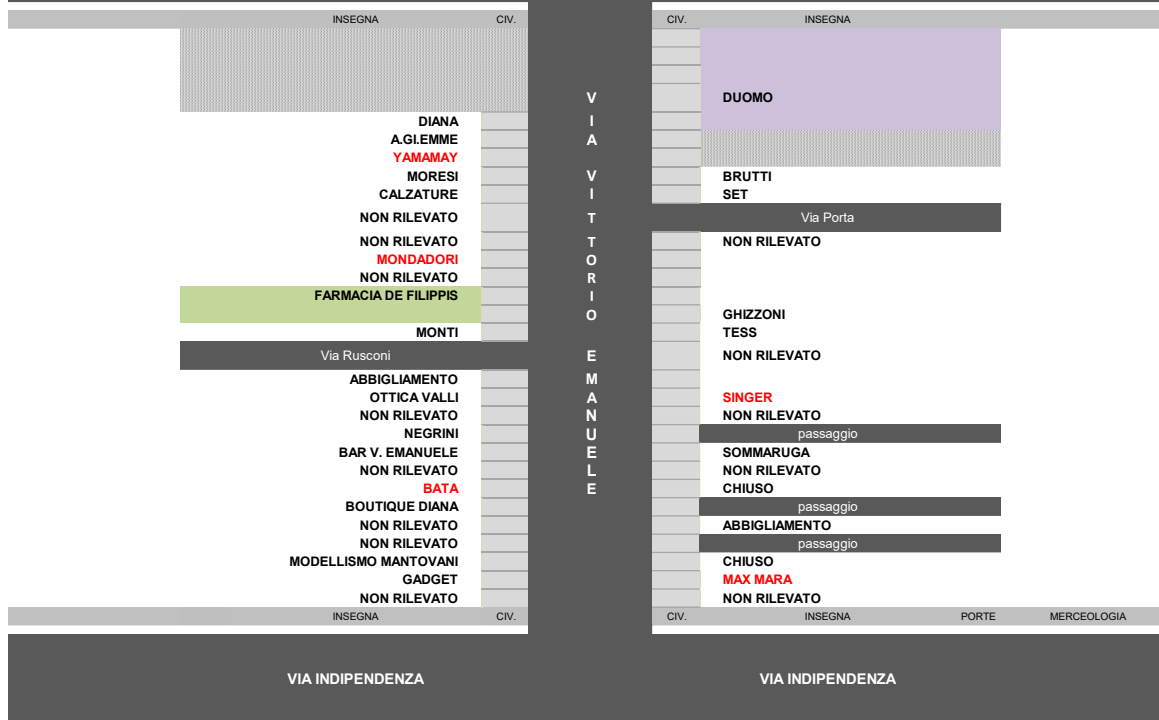 INSEGNA CIV. CIV. INSEGNA
DUOMO
DIANA
A.GI.EMME
YAMAMAY
MORESI BRUTTI
CALZATURE SET
NON RILEVATO Via Porta
NON RILEVATO NON RILEVATO
MONDADORI
NON RILEVATO
FARMACIA DE FILIPPIS
GHIZZONI
MONTI TESS
Via Rusconi NON RILEVATO
ABBIGLIAMENTO
OTTICA VALLI SINGER
NON RILEVATO NON RILEVATO
NEGRINI passaggio
BAR V. EMANUELE SOMMARUGA
NON RILEVATO NON RILEVATO
BATA CHIUSO
BOUTIQUE DIANA passaggio
NON RILEVATO ABBIGLIAMENTO
NON RILEVATO passaggio
MODELLISMO MANTOVANI CHIUSO
GADGET MAX MARA
NON RILEVATO NON RILEVATO
INSEGNA CIV. CIV. INSEGNA PORTE MERCEOLOGIA
VIA VITTORIO EMANUELE
VIA INDIPENDENZA VIA INDIPENDENZA